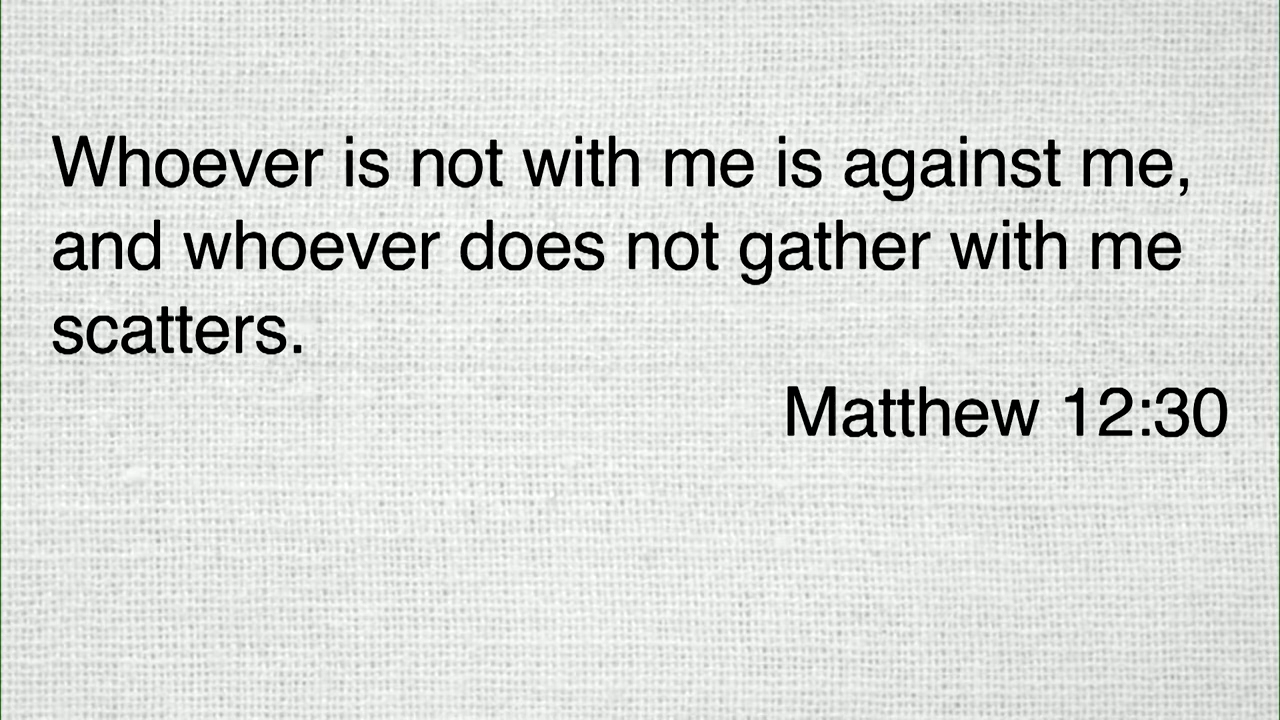 Whoever is not with me is against me,
and whoever does not gather with me
scatters.
Matthew 12:30